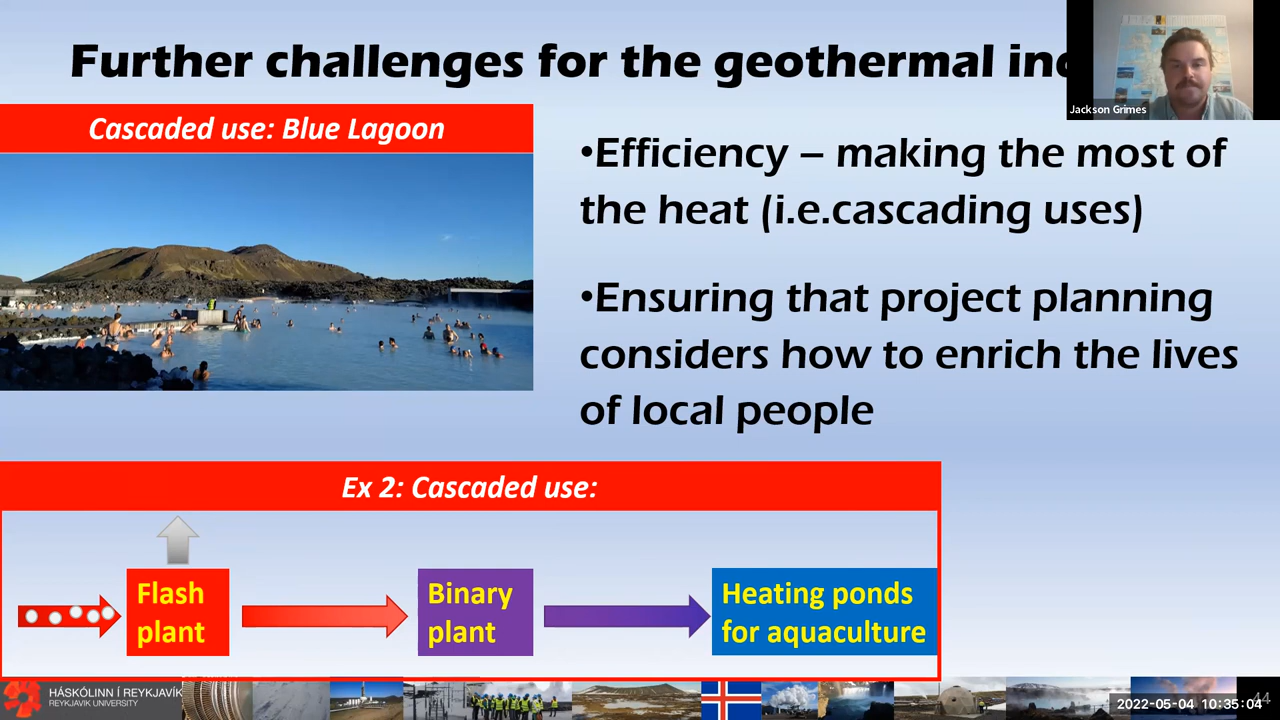 Further challenges for the geothermal
Jackson Grimes
Cascaded use: Blue Lagoon
•Efficiency – making the most of
the heat (i.e.cascading uses)
•Ensuring that project planning
considers how to enrich the lives
of local people
Ex 2: Cascaded use:
Flash
plant
Binary
plant
Heating ponds
for aquaculture
HÁSKÓLINN Í REYKJAVÍK
REYKJAVIK UNIVERSITY
44
2022-05-04 10:35:04